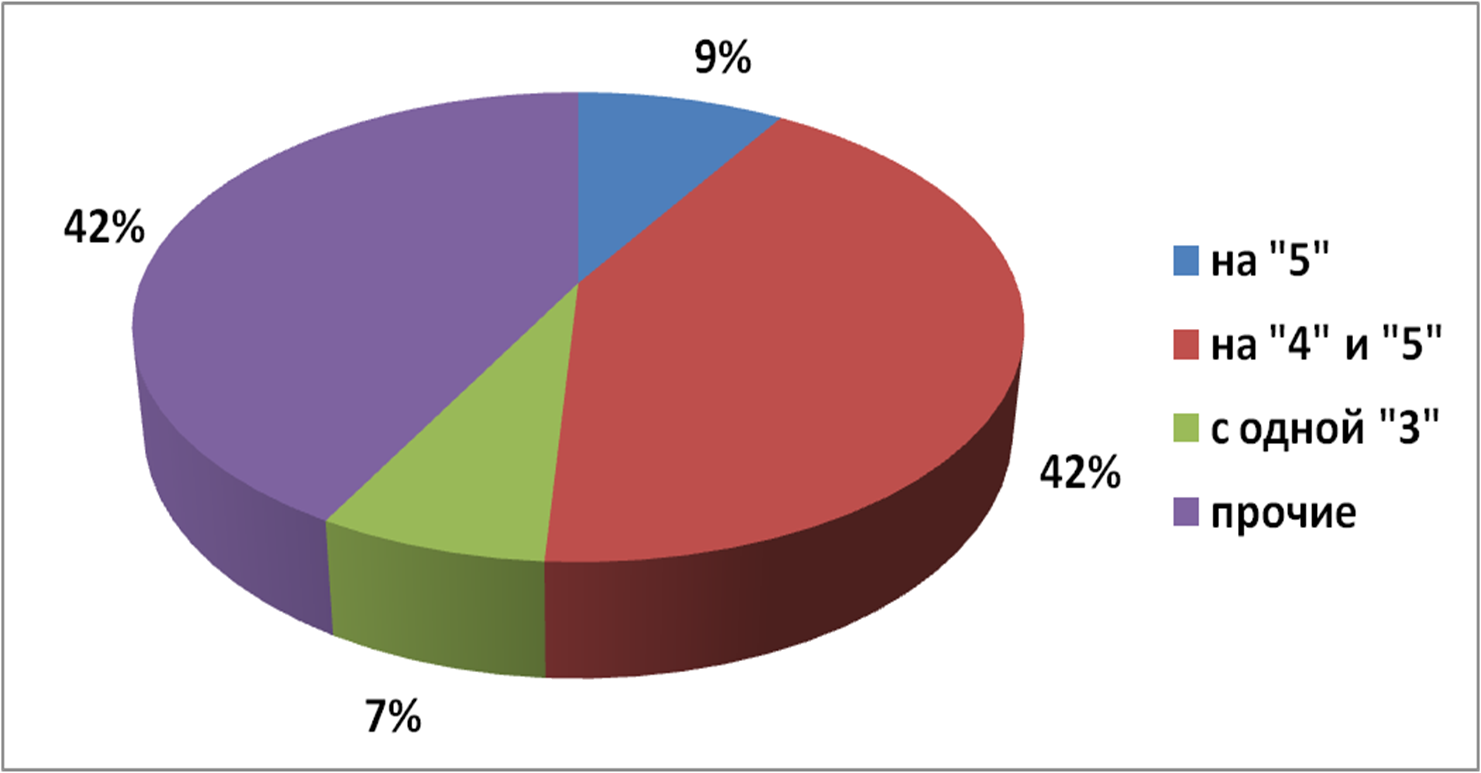 9%
42%
42%
7%
на "5"
на "4" и "5"
с одной "3"
прочие